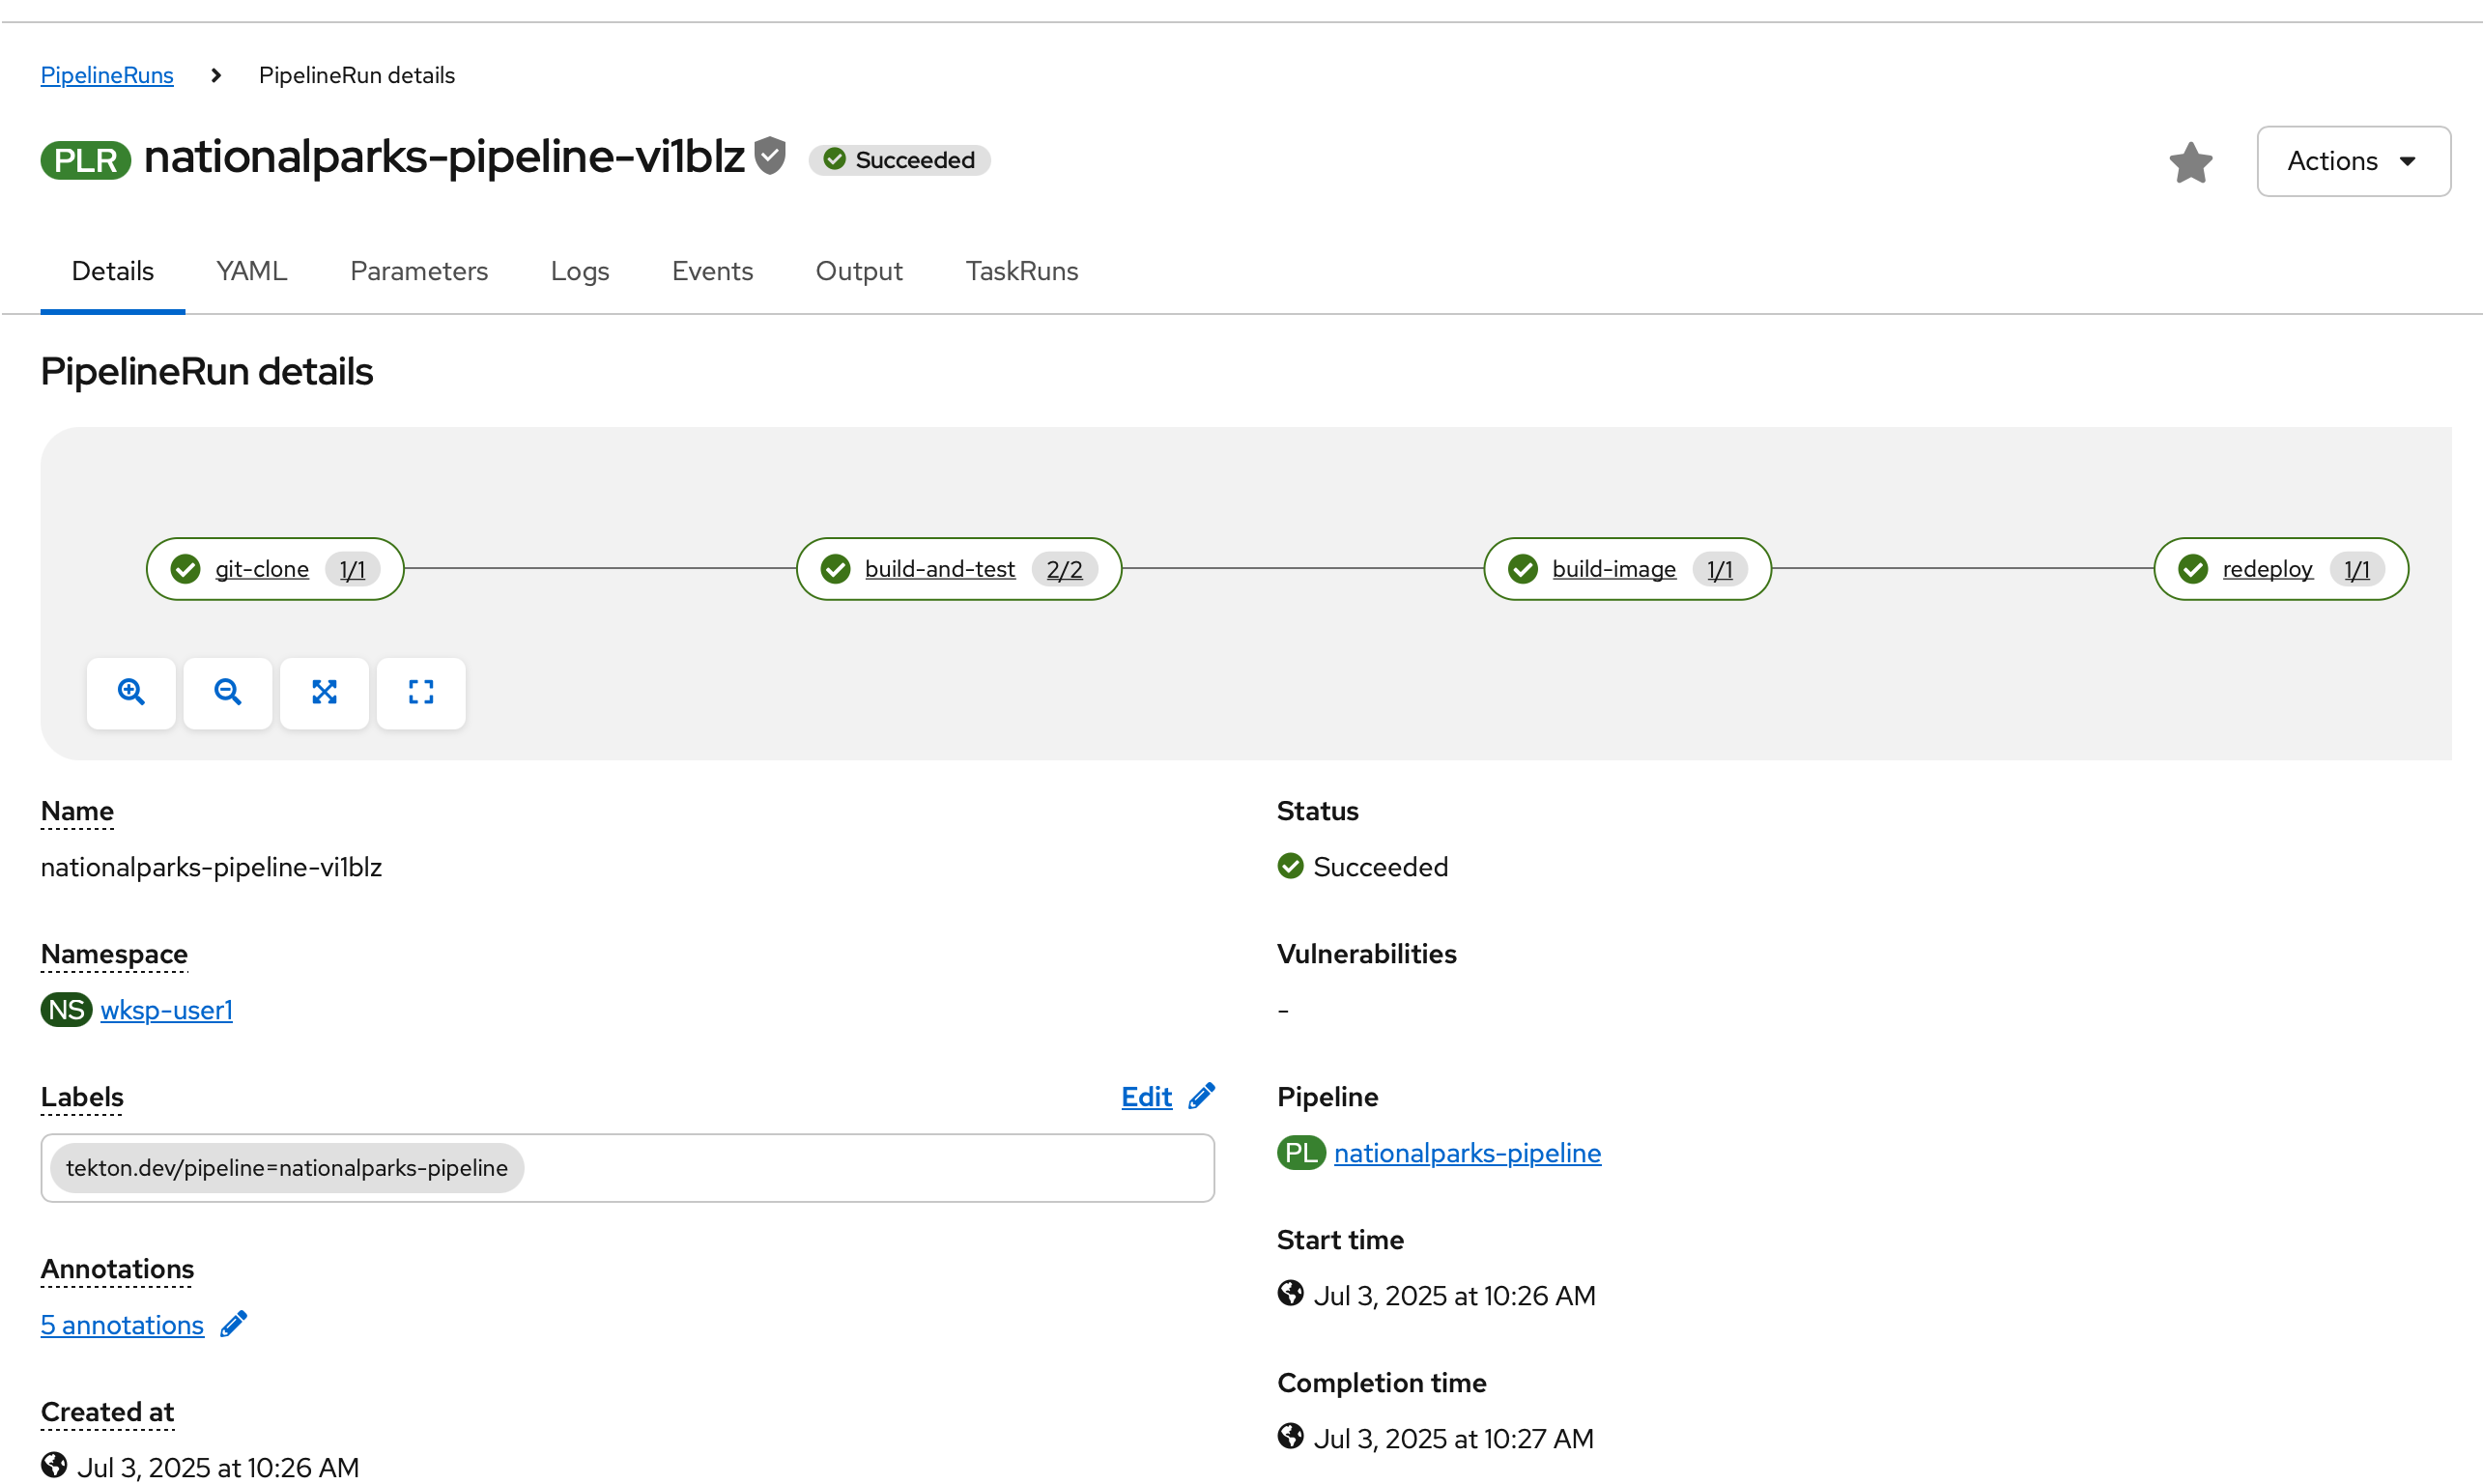 PipelineRuns > PipelineRun details
PLR nationalparks-pipeline-vi1blz Succeeded
Actions
Details YAML Parameters Logs Events Output TaskRuns
PipelineRun details
git-clone 1/1 build-and-test 2/2 build-image 1/1 redeploy 1/1
Name
nationalparks-pipeline-vi1blz
Namespace
NS wksp-user1
Labels Edit
tekton.dev/pipeline=nationalparks-pipeline
Annotations
5 annotations
Created at
Jul 3, 2025 at 10:26 AM
Status
Succeeded
Vulnerabilities
-
Pipeline
PL nationalparks-pipeline
Start time
Jul 3, 2025 at 10:26 AM
Completion time
Jul 3, 2025 at 10:27 AM